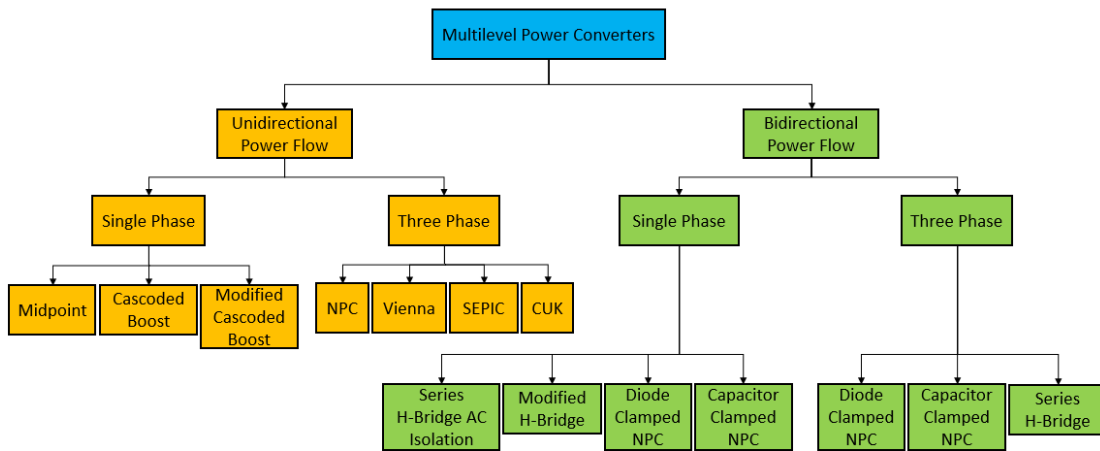 Multilevel Power Converters
Unidirectional
Power Flow
Bidirectional
Power Flow
Single Phase
Three Phase
Single Phase
Three Phase
Midpoint
Cascoded
Boost
Modified
Cascoded
Boost
NPC
Vienna
SEPIC
CUK
Series
H-Bridge AC
Isolation
Modified
H-Bridge
Diode
Clamped
NPC
Capacitor
Clamped
NPC
Diode
Clamped
NPC
Capacitor
Clamped
NPC
Series
H-Bridge